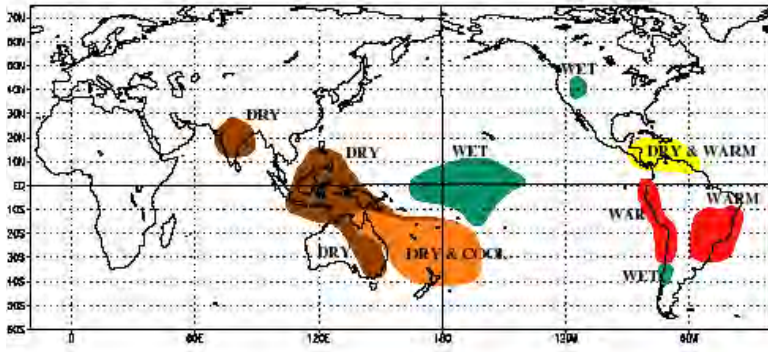 70N
60N
50N
40N
30N
20N
10N
EQ
10S
20S
30S
40S
50S
60S
WET
DRY
DRY
WET
DRY & WARM
WAR
WARM
DRY
DRY & COOL
WET
0
60E
120E
180
120W
60W